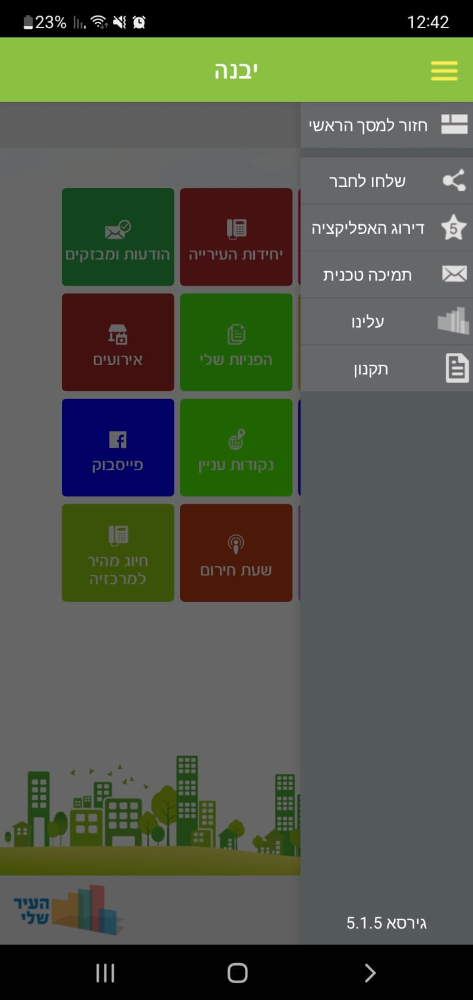 23%
12:42
יבנה
חזור למסך הראשי
שלחו לחבר
5
דירוג האפליקציה
תמיכה טכנית
עלינו
תקנון
יחידות העירייה
הודעות ומבזקים
הפניות שלי
אירועים
נקודות עניין
פייסבוק
שעת חירום
חיוג מהיר
למרכזיה
העיר
שלי
גירסא 5.1.5